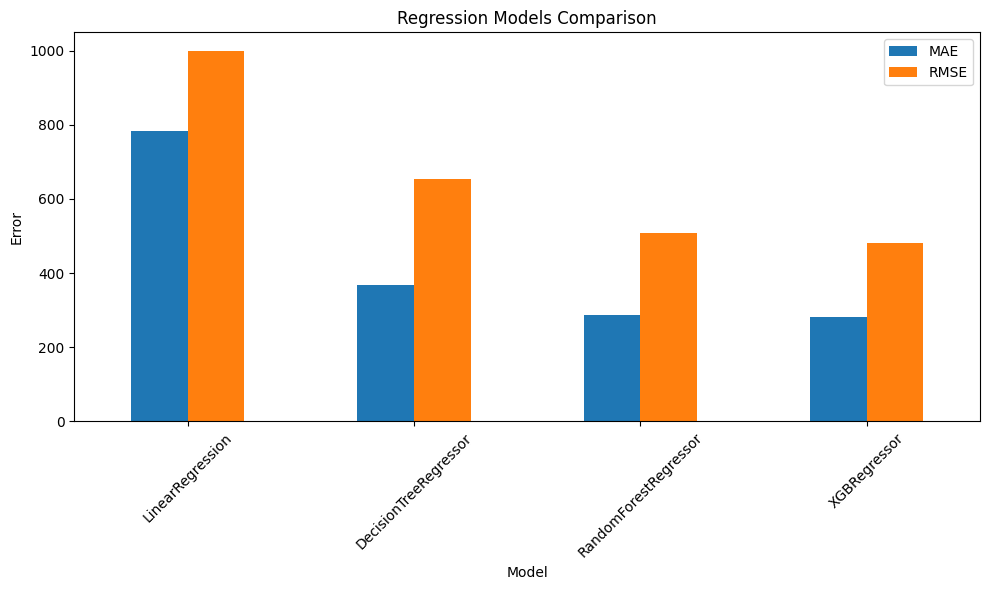 Regression Models Comparison
MAE
RMSE
Error
1000
800
600
400
200
0
LinearRegression
DecisionTreeRegressor
RandomForestRegressor
XGBRegressor
Model